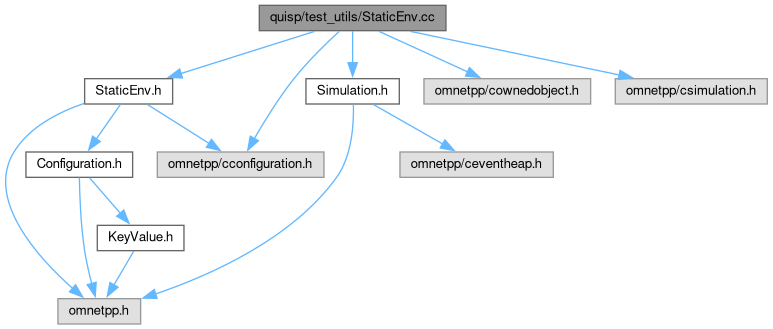 quisp/test_utils/StaticEnv.cc
StaticEnv.h
Simulation.h
omnetpp/cownedobject.h
omnetpp/csimulation.h
Configuration.h
omnetpp/cconfiguration.h
omnetpp/ceventheap.h
KeyValue.h
omnetpp.h